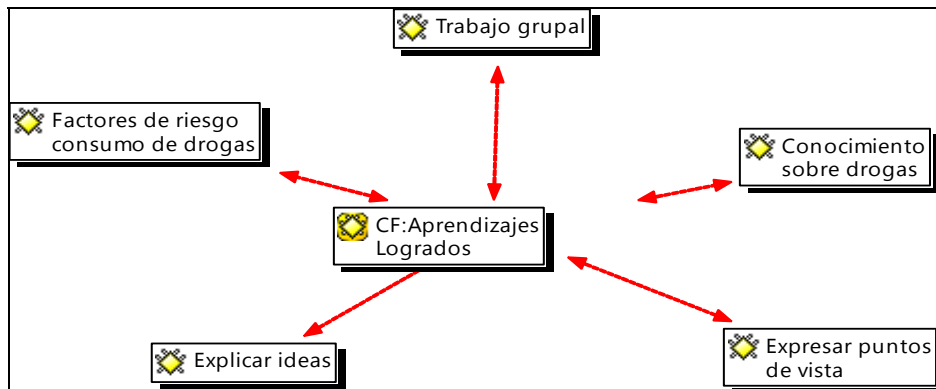 Trabajo grupal
Factores de riesgo
consumo de drogas
Conocimiento
sobre drogas
CF:Aprendizajes
Logrados
Explicar ideas
Expresar puntos
de vista